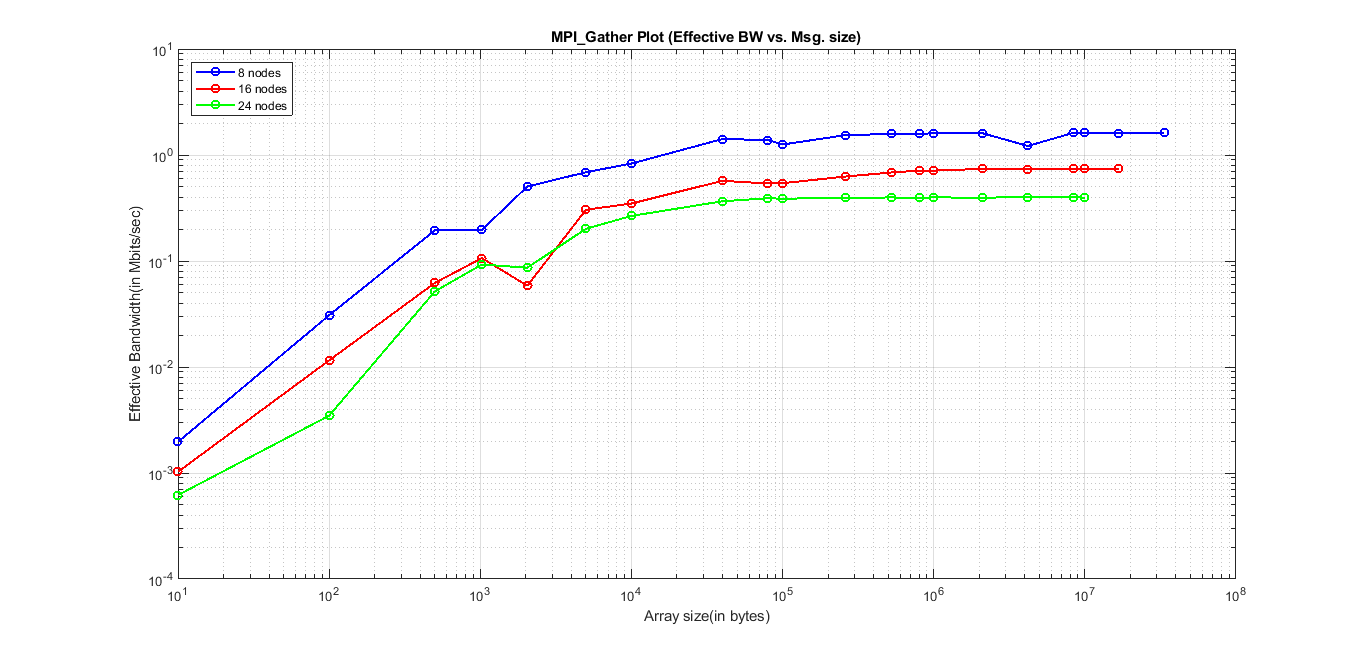 MPI_Gather Plot (Effective BW vs. Msg. size)
8 nodes
16 nodes
24 nodes
Effective Bandwidth(in Mbits/sec)
10^1
10^0
10^-1
10^-2
10^-3
10^-4
10^1 10^2 10^3 10^4 10^5 10^6 10^7 10^8
Array size(in bytes)